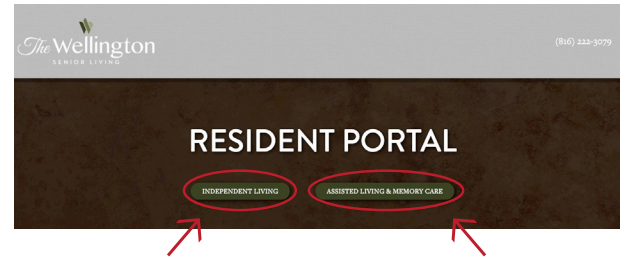 The Wellington
SENIOR LIVING
(816) 222-3079
RESIDENT PORTAL
INDEPENDENT LIVING
ASSISTED LIVING & MEMORY CARE